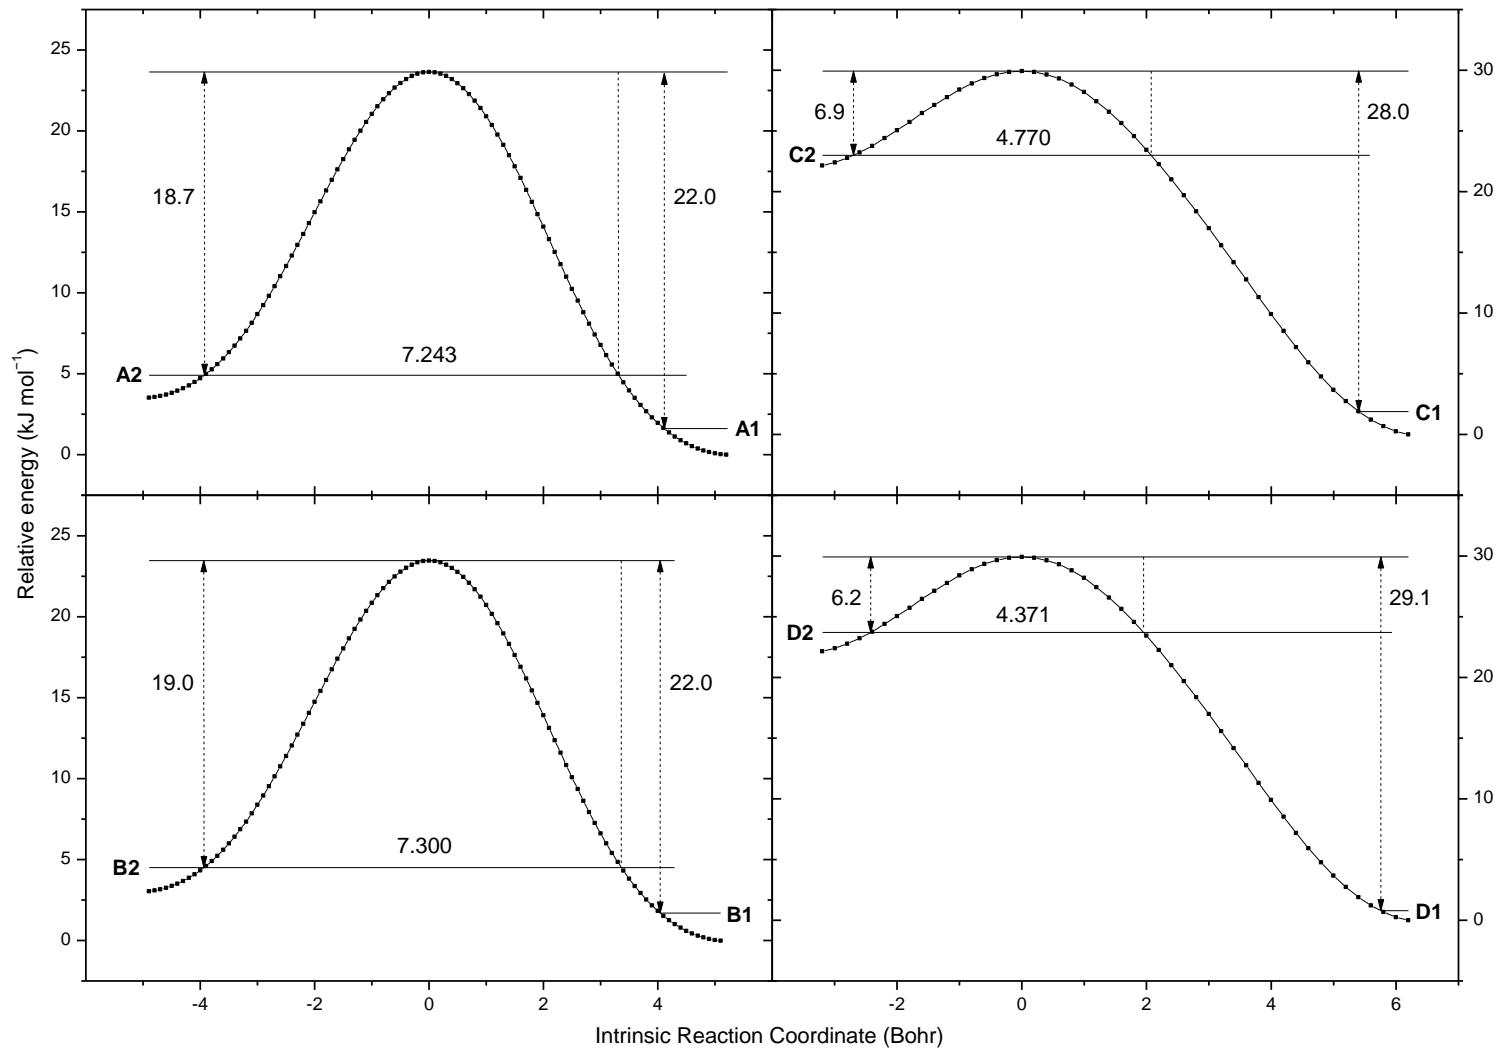 25
20
15
10
5
0
18.7
22.0
7.243
A2
A1
6.9
4.770
28.0
C2
C1
30
20
10
0
Relative energy (kJ mol⁻¹)
25
20
15
10
5
0
19.0
22.0
7.300
B2
B1
6.2
4.371
29.1
D2
D1
30
20
10
0
-4 -2 0 2 4
-2 0 2 4 6
Intrinsic Reaction Coordinate (Bohr)